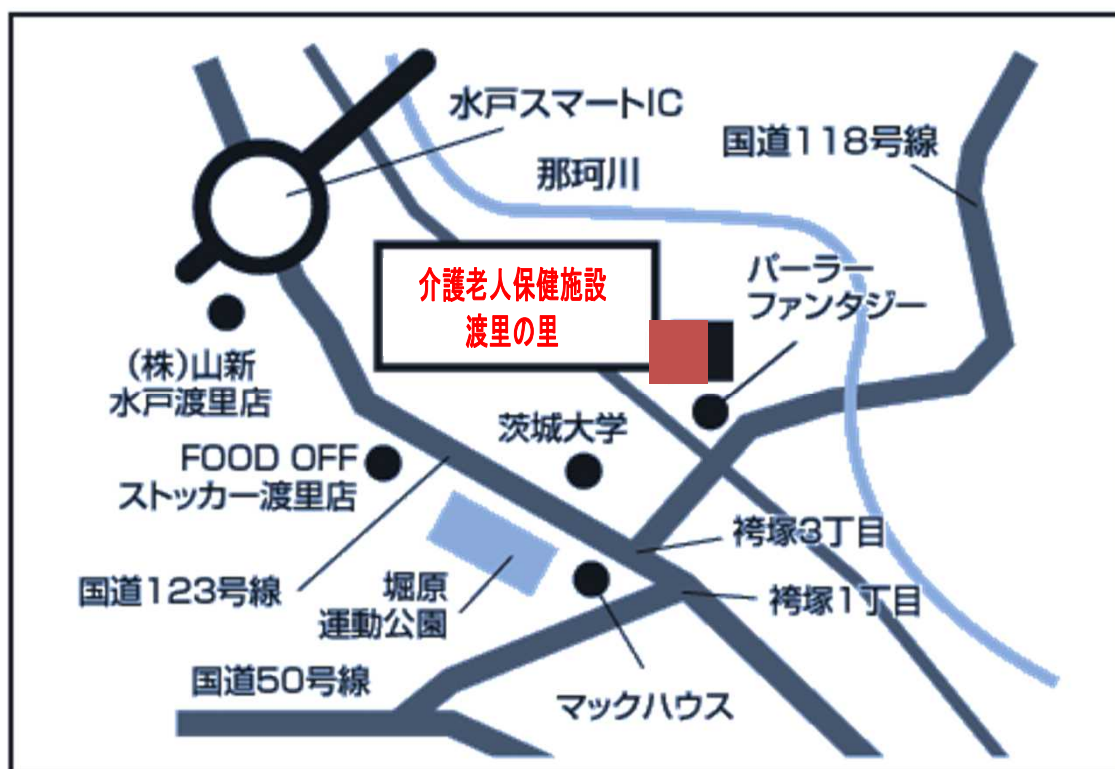 水戸スマートIC
国道118号線
那珂川
パーラー
ファンタジー
介護老人保健施設
渡里の里
(株)山新
水戸渡里店
茨城大学
FOOD OFF
ストッカー渡里店
袴塚3丁目
国道123号線
堀原
運動公園
袴塚1丁目
国道50号線
マックハウス